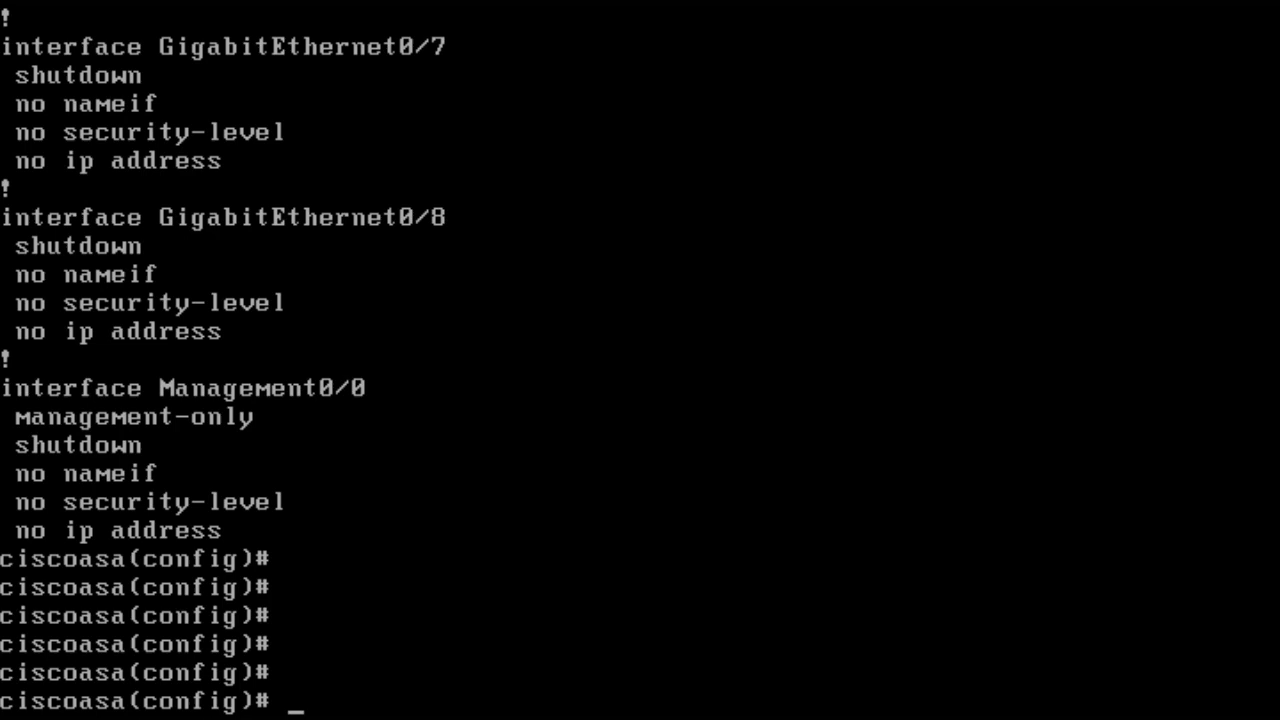 !
interface GigabitEthernet0/7
 shutdown
 no nameif
 no security-level
 no ip address
!
interface GigabitEthernet0/8
 shutdown
 no nameif
 no security-level
 no ip address
!
interface Management0/0
 management-only
 shutdown
 no nameif
 no security-level
 no ip address
ciscoasa(config)#
ciscoasa(config)#
ciscoasa(config)#
ciscoasa(config)#
ciscoasa(config)#
ciscoasa(config)# _